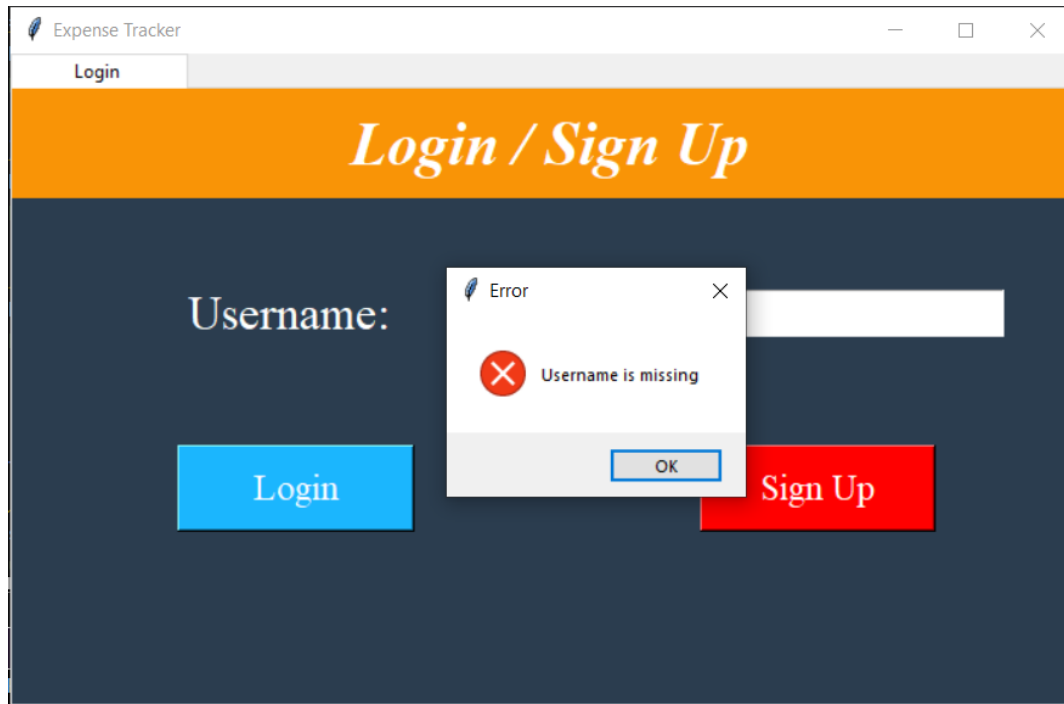 Expense Tracker
Login
Login / Sign Up
Error
Username:
Username is missing
OK
Login
Sign Up